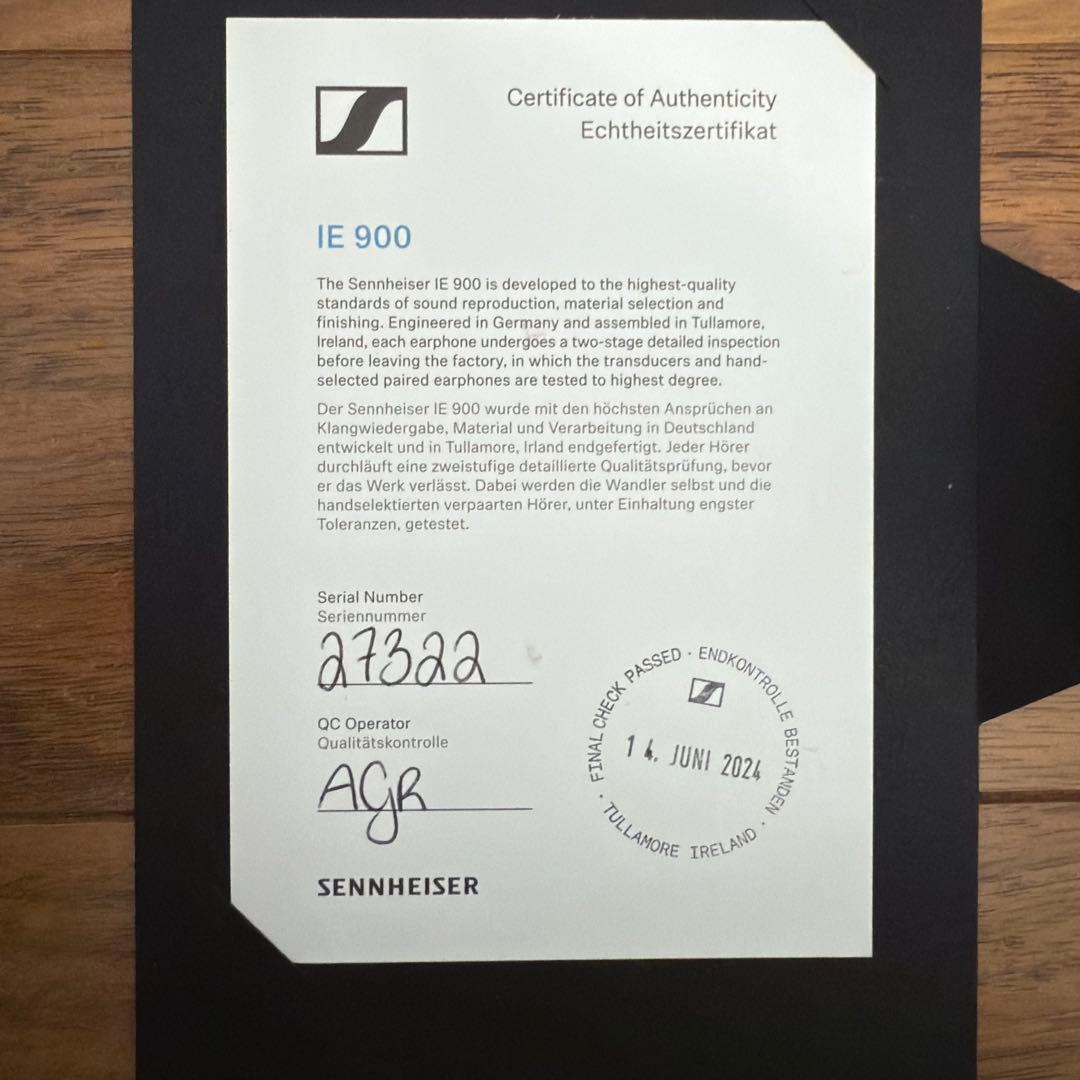 Certificate of Authenticity
Echtheitszertifikat
IE 900
The Sennheiser IE 900 is developed to the highest-quality
standards of sound reproduction, material selection and
finishing. Engineered in Germany and assembled in Tullamore,
Ireland, each earphone undergoes a two-stage detailed inspection
before leaving the factory, in which the transducers and hand-
selected paired earphones are tested to highest degree.
Der Sennheiser IE 900 wurde mit den höchsten Ansprüchen an
Klangwiedergabe, Material und Verarbeitung in Deutschland
entwickelt und in Tullamore, Irland endgefertigt. Jeder Hörer
durchläuft eine zweistufige detaillierte Qualitätsprüfung, bevor
er das Werk verlässt. Dabei werden die Wandler selbst und die
handselektierten verpaarten Hörer, unter Einhaltung engster
Toleranzen, getestet.
Serial Number
Seriennummer
27322
QC Operator
Qualitätskontrolle
AGR
SENNHEISER
FINAL CHECK PASSED · ENDKONTROLLE BESTANDEN · TULLAMORE IRELAND ·
14. JUNI 2024